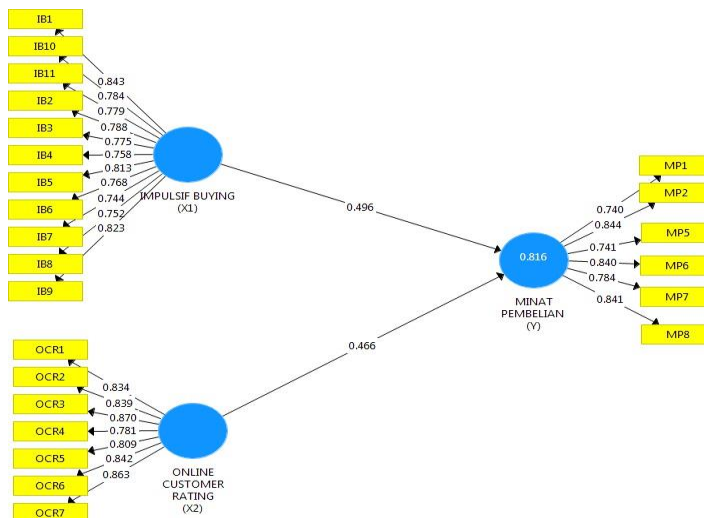 IB1
IB10
IB11
IB2
IB3
IB4
IB5
IB6
IB7
IB8
IB9
0.843
0.784
0.779
0.788
0.775
0.758
0.813
0.768
0.744
0.752
0.823
IMPULSIF BUYING
(X1)
0.496
OCR1
OCR2
OCR3
OCR4
OCR5
OCR6
OCR7
0.834
0.839
0.870
0.781
0.809
0.842
0.863
ONLINE
CUSTOMER
RATING
(X2)
0.466
0.816
MINAT
PEMBELIAN
(Y)
0.740
0.844
0.741
0.840
0.784
0.841
MP1
MP2
MP5
MP6
MP7
MP8